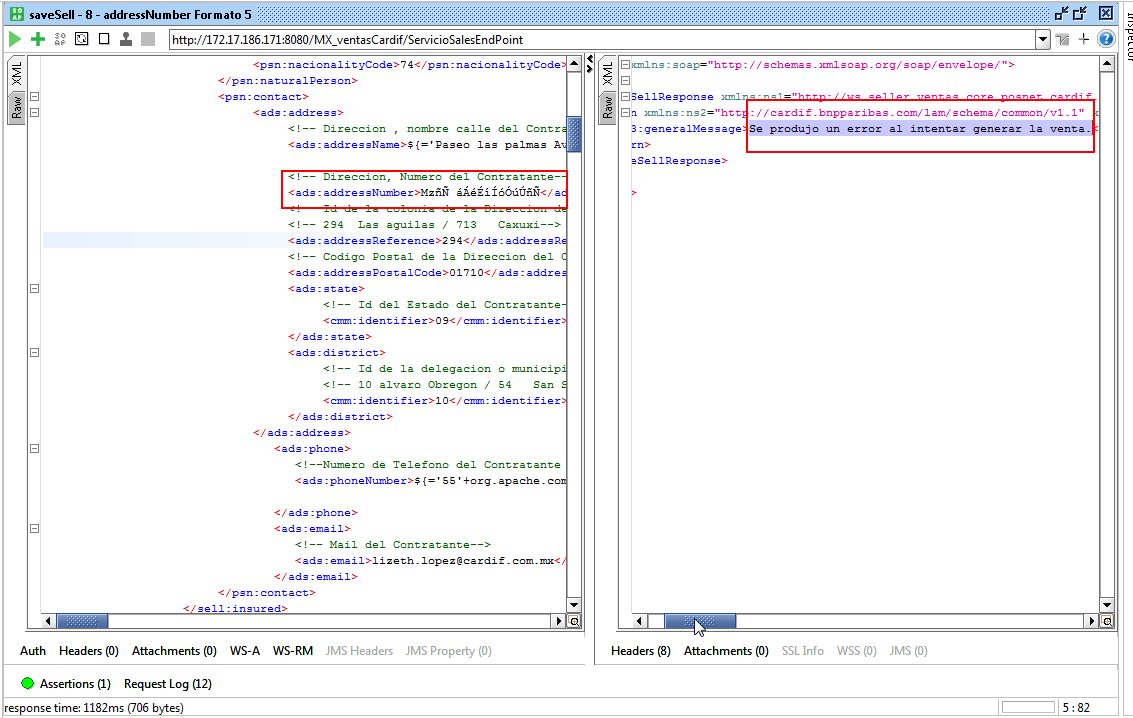 saveSell - 8 - addressNumber Formato 5
http://172.17.186.171:8080/MX_ventasCardif/ServicioSalesEndPoint
Inspector
XML
Raw
<psn:nacionalityCode>74</psn:nacionalityCode>
</psn:naturalPerson>
<psn:contact>
<ads:address>
<!-- Direccion , nombre calle del Contra
<ads:addressName>${='Paseo las palmas Av
<!-- Direccion, Numero del Contratante--
<ads:addressNumber>MzñÑ áÁéÉíÍóÓúÚñÑ</ad
<!-- Id de la colonia de la Direccion de
<!-- 294 Las aguilas / 713 Caxuxi-->
<ads:addressReference>294</ads:addressRe
<!-- Codigo Postal de la Direccion del C
<ads:addressPostalCode>01710</ads:addres
<ads:state>
<!-- Id del Estado del Contratante-
<cmm:identifier>09</cmm:identifier>
</ads:state>
<ads:district>
<!-- Id de la delegacion o municipi
<!-- 10 alvaro Obregon / 54 San S
<cmm:identifier>10</cmm:identifier>
</ads:district>
</ads:address>
<ads:phone>
<!--Numero de Telefono del Contratante
<ads:phoneNumber>${='55'+org.apache.com
</ads:phone>
<ads:email>
<!-- Mail del Contratante-->
<ads:email>lizeth.lopez@cardif.com.mx</
</ads:email>
</psn:contact>
</sell:insured>
XML
Raw
xmlns:soap="http://schemas.xmlsoap.org/soap/envelope/">
SellResponse xmlns:ns1="http://ws.seller.ventas.core.posnet.cardif.
n xmlns:ns2="http://cardif.bnpparibas.com/lam/schema/common/v1.1" x
3:generalMessage>Se produjo un error al intentar generar la venta.<
rn>
eSellResponse>
>
Auth Headers (0) Attachments (0) WS-A WS-RM JMS Headers JMS Property (0)
Headers (8) Attachments (0) SSL Info WSS (0) JMS (0)
Assertions (1) Request Log (12)
response time: 1182ms (706 bytes)
5 : 82